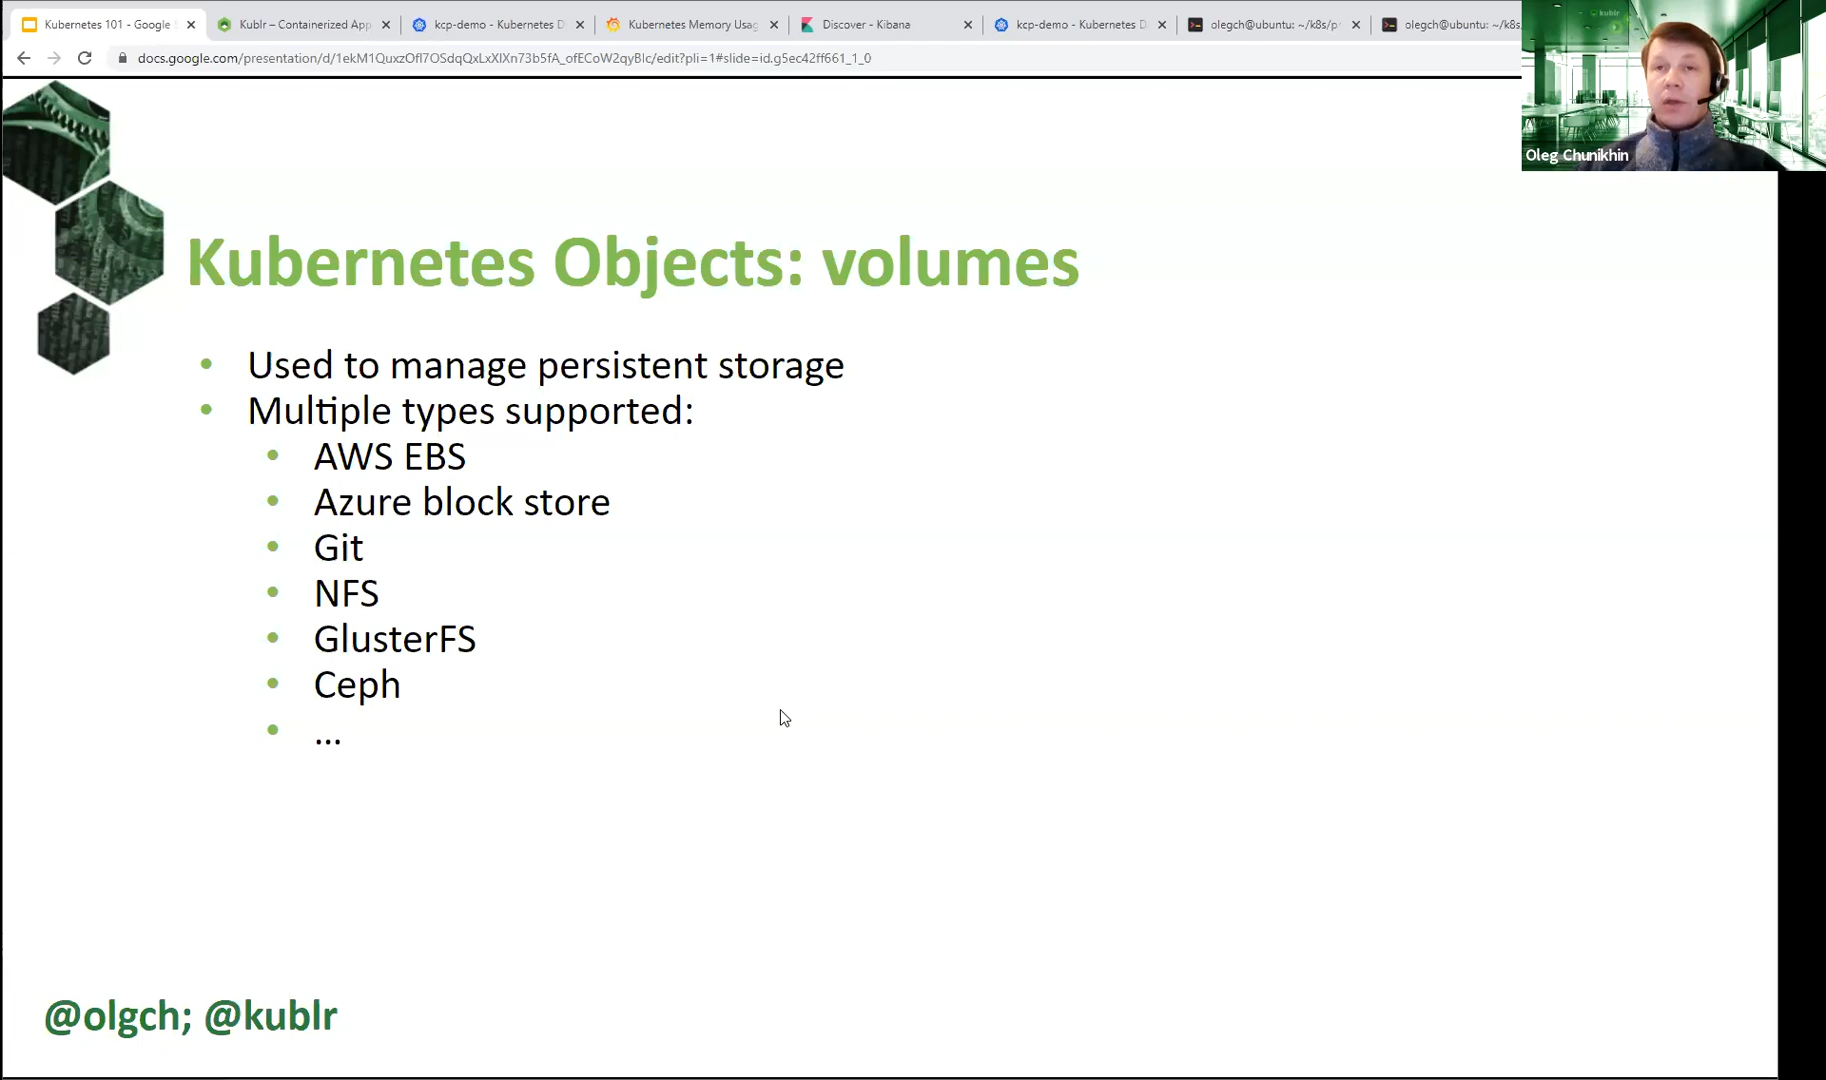 Kubernetes 101 - Google
Kublr – Containerized App
kcp-demo - Kubernetes D
Kubernetes Memory Usag
Discover - Kibana
kcp-demo - Kubernetes D
olegch@ubuntu: ~/k8s/p
olegch@ubuntu: ~/k8s
docs.google.com/presentation/d/1ekM1QuxzOfl7OSdqQxLxXlXn73b5fA_ofECoW2qyBlc/edit?pli=1#slide=id.g5ec42ff661_1_0
kublr
Oleg Chunikhin
Kubernetes Objects: volumes
• Used to manage persistent storage
• Multiple types supported:
• AWS EBS
• Azure block store
• Git
• NFS
• GlusterFS
• Ceph
• ...
@olgch; @kublr